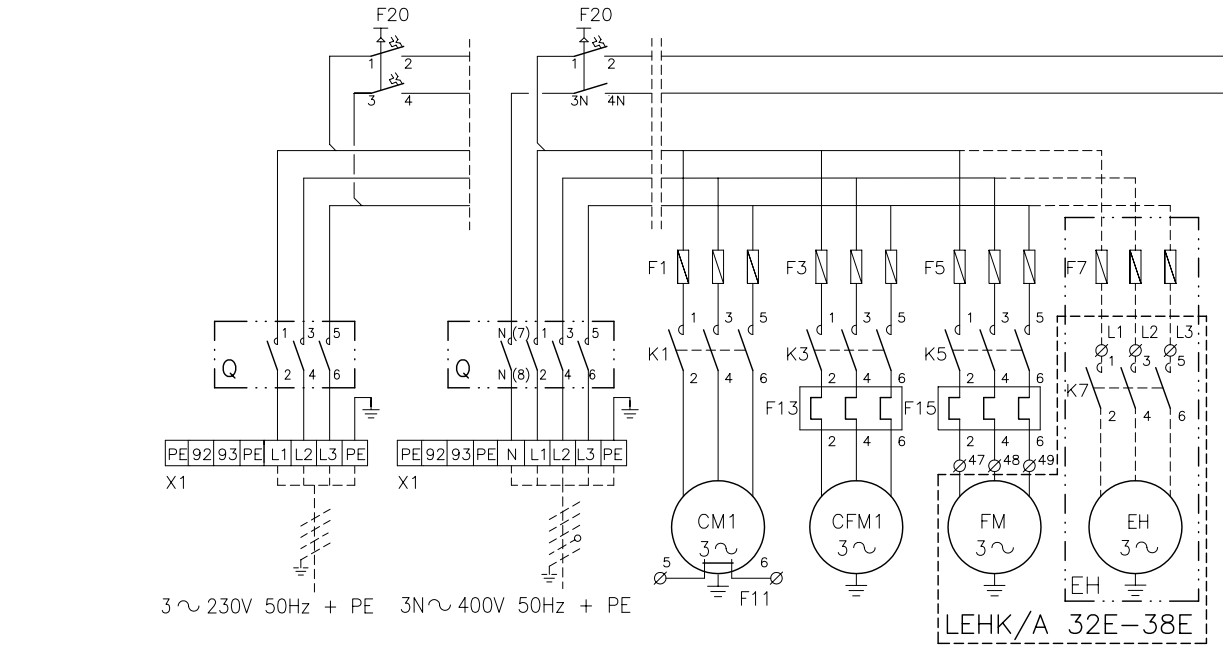 F20 F20
1 2 1 2
3 4 3N 4N
F1 F3 F5 F7
1 3 5 N (7) 1 3 5 1 3 5 1 3 5 1 3 5 L1 L2 L3
Q Q K1 K3 K5 1 3 5
2 4 6 N (8) 2 4 6 2 4 6 2 4 6 2 4 6 K7
F13 F15 2 4 6
2 4 6 2 4 6
PE 92 93 PE L1 L2 L3 PE PE 92 93 PE N L1 L2 L3 PE 47 48 49
X1 X1
CM1 CFM1 FM EH
3~ 3~ 3~ 3~
5 6
F11
EH
3~ 230V 50Hz + PE 3N~ 400V 50Hz + PE
LEHK/A 32E-38E